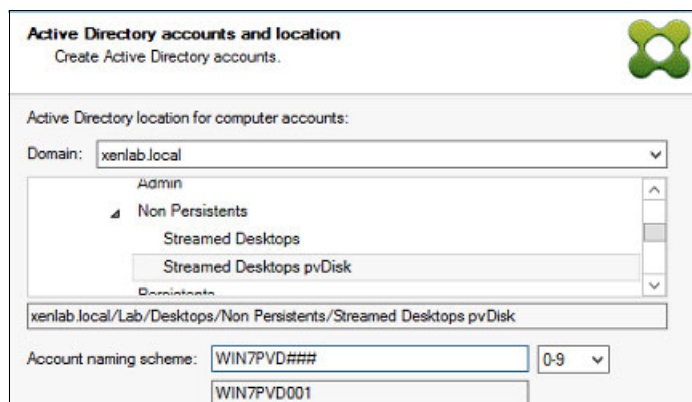 Active Directory accounts and location
Create Active Directory accounts.
Active Directory location for computer accounts:
Domain: xenlab.local
Admin
Non Persistents
Streamed Desktops
Streamed Desktops pvDisk
Persistents
xenlab.local/Lab/Desktops/Non Persistents/Streamed Desktops pvDisk
Account naming scheme: WIN7PVD### 0-9
WIN7PVD001